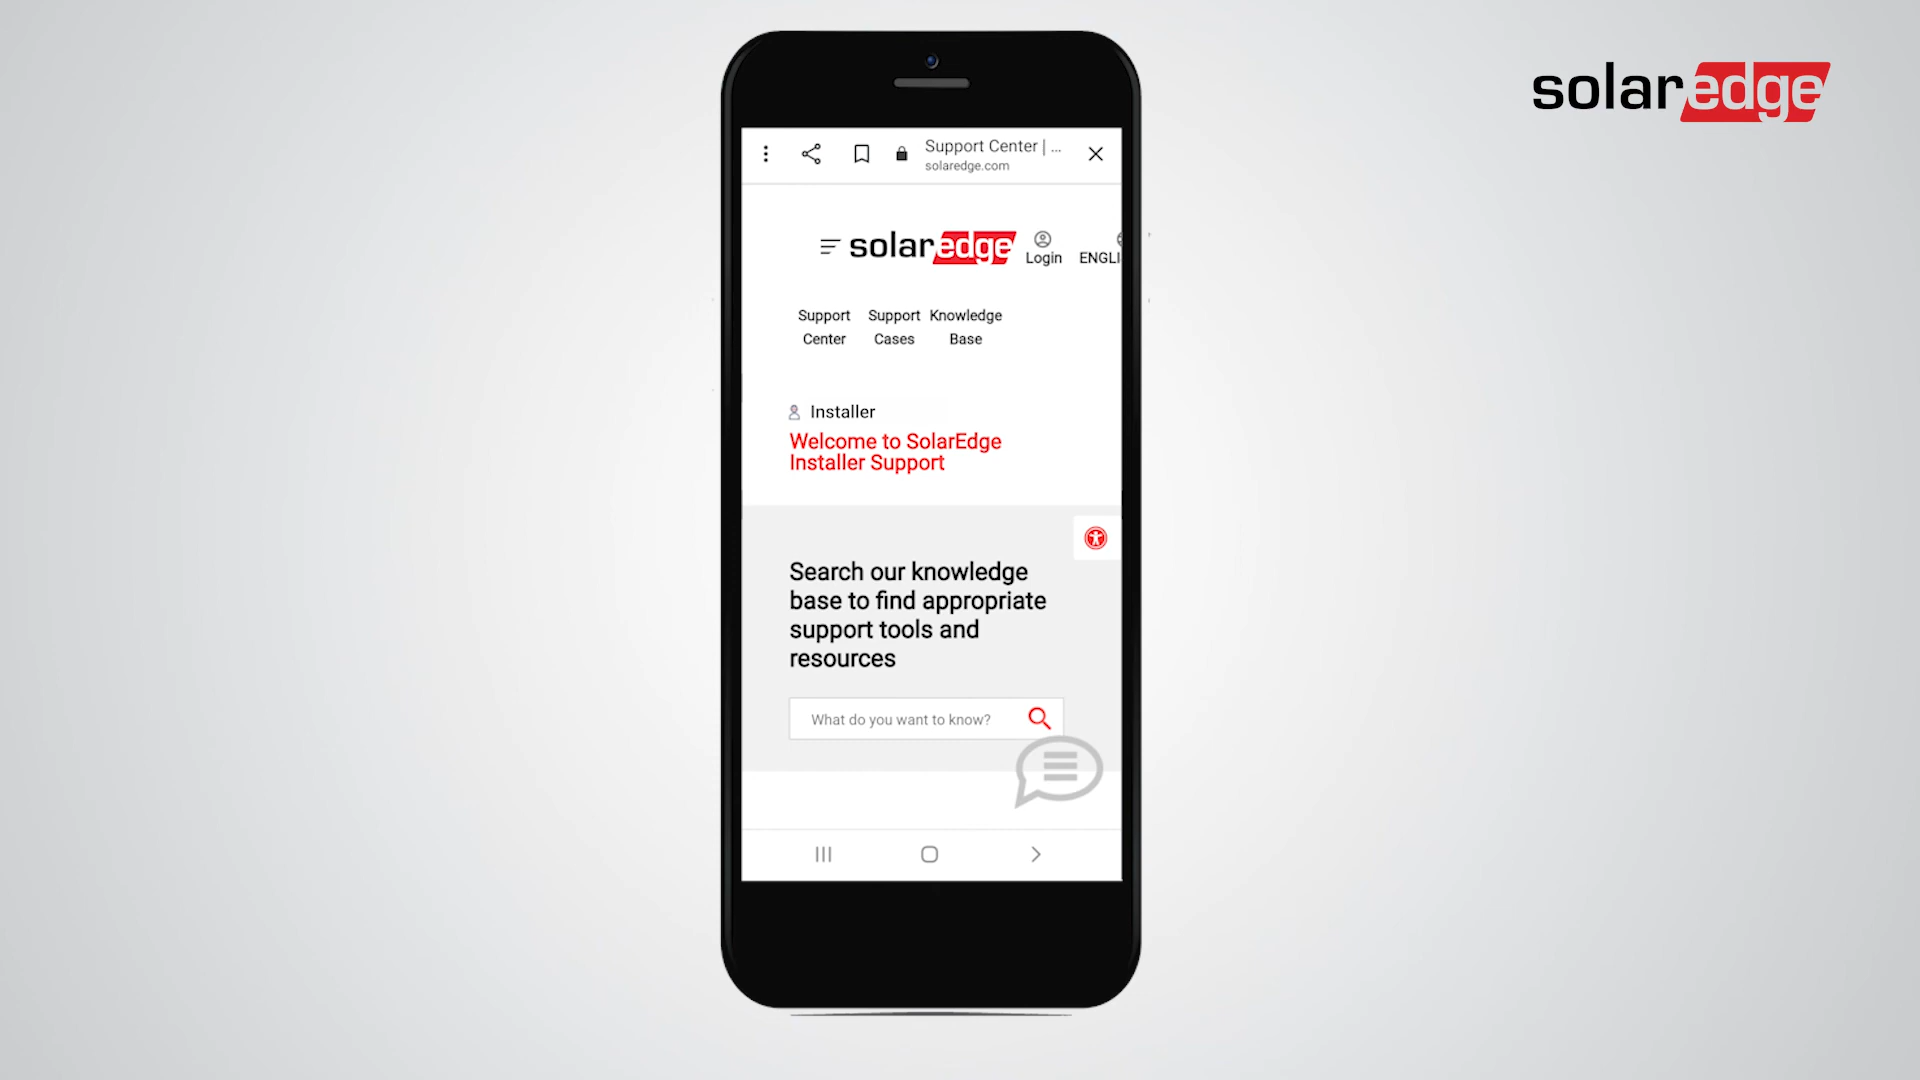 solaredge
Support Center | ...
solaredge.com
solaredge
Login
ENGLI
Support Center
Support Cases
Knowledge Base
Installer
Welcome to SolarEdge
Installer Support
Search our knowledge
base to find appropriate
support tools and
resources
What do you want to know?